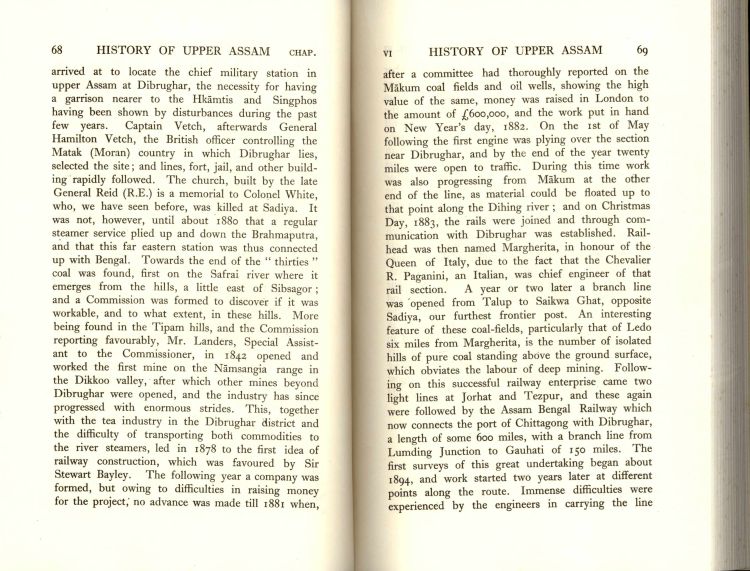 68 HISTORY OF UPPER ASSAM CHAP.
arrived at to locate the chief military station in
upper Assam at Dibrughar, the necessity for having
a garrison nearer to the Hkāmtis and Singphos
having been shown by disturbances during the past
few years. Captain Vetch, afterwards General
Hamilton Vetch, the British officer controlling the
Matak (Moran) country in which Dibrughar lies,
selected the site; and lines, fort, jail, and other build-
ing rapidly followed. The church, built by the late
General Reid (R.E.) is a memorial to Colonel White,
who, we have seen before, was killed at Sadiya. It
was not, however, until about 1880 that a regular
steamer service plied up and down the Brahmaputra,
and that this far eastern station was thus connected
up with Bengal. Towards the end of the " thirties "
coal was found, first on the Safrai river where it
emerges from the hills, a little east of Sibsagor;
and a Commission was formed to discover if it was
workable, and to what extent, in these hills. More
being found in the Tipam hills, and the Commission
reporting favourably, Mr. Landers, Special Assist-
ant to the Commissioner, in 1842 opened and
worked the first mine on the Nāmsangia range in
the Dikkoo valley, after which other mines beyond
Dibrughar were opened, and the industry has since
progressed with enormous strides. This, together
with the tea industry in the Dibrughar district and
the difficulty of transporting both commodities to
the river steamers, led in 1878 to the first idea of
railway construction, which was favoured by Sir
Stewart Bayley. The following year a company was
formed, but owing to difficulties in raising money
for the project, no advance was made till 1881 when,
VI HISTORY OF UPPER ASSAM 69
after a committee had thoroughly reported on the
Mākum coal fields and oil wells, showing the high
value of the same, money was raised in London to
the amount of £600,000, and the work put in hand
on New Year's day, 1882. On the 1st of May
following the first engine was plying over the section
near Dibrughar, and by the end of the year twenty
miles were open to traffic. During this time work
was also progressing from Mākum at the other
end of the line, as material could be floated up to
that point along the Dihing river; and on Christmas
Day, 1883, the rails were joined and through com-
munication with Dibrughar was established. Rail-
head was then named Margherita, in honour of the
Queen of Italy, due to the fact that the Chevalier
R. Paganini, an Italian, was chief engineer of that
rail section. A year or two later a branch line
was opened from Talup to Saikwa Ghat, opposite
Sadiya, our furthest frontier post. An interesting
feature of these coal-fields, particularly that of Ledo
six miles from Margherita, is the number of isolated
hills of pure coal standing above the ground surface,
which obviates the labour of deep mining. Follow-
ing on this successful railway enterprise came two
light lines at Jorhat and Tezpur, and these again
were followed by the Assam Bengal Railway which
now connects the port of Chittagong with Dibrughar,
a length of some 600 miles, with a branch line from
Lumding Junction to Gauhati of 150 miles. The
first surveys of this great undertaking began about
1894, and work started two years later at different
points along the route. Immense difficulties were
experienced by the engineers in carrying the line